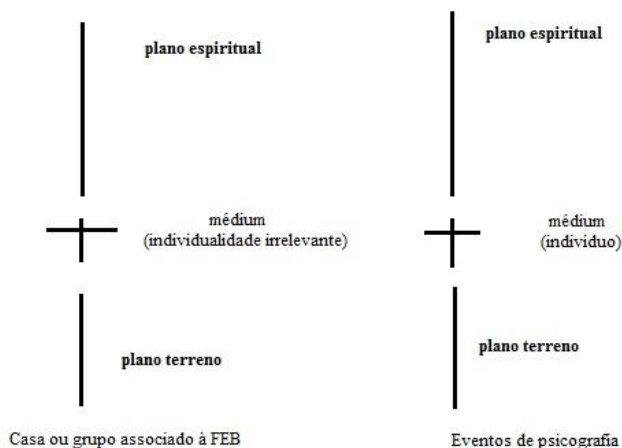 plano espiritual
médium
(individualidade irrelevante)
plano terreno
Casa ou grupo associado à FEB
plano espiritual
médium
(indivíduo)
plano terreno
Eventos de psicografía